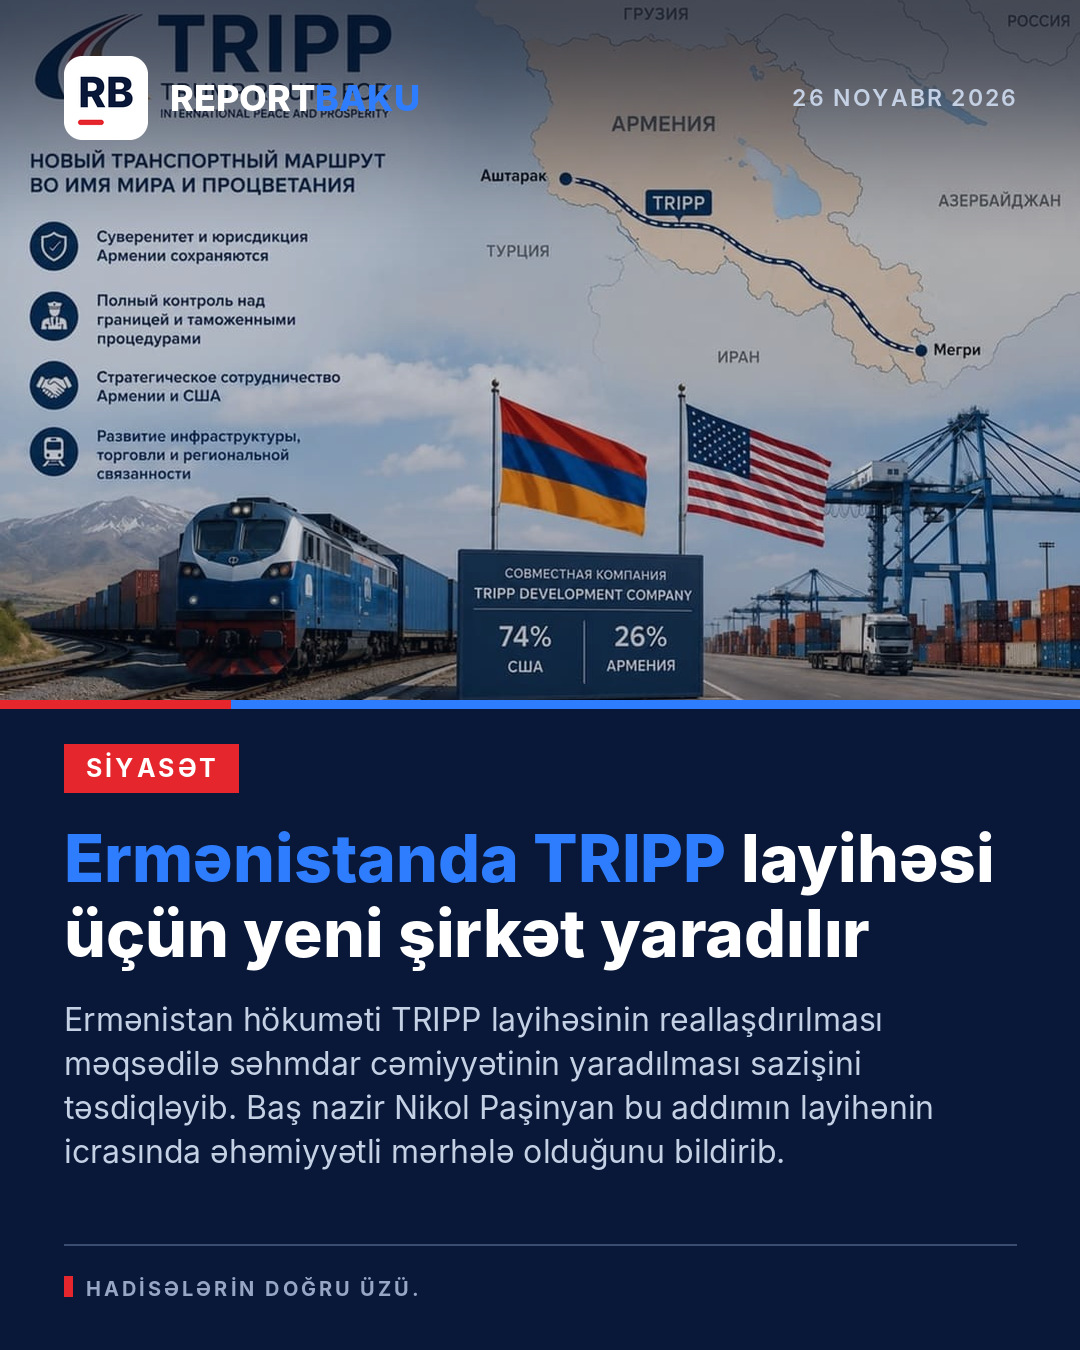 TRIPP
TRUMP ROUTE FOR
INTERNATIONAL PEACE AND PROSPERITY
RB
REPORTBAKU
26 NOYABR 2026
НОВЫЙ ТРАНСПОРТНЫЙ МАРШРУТ
ВО ИМЯ МИРА И ПРОЦВЕТАНИЯ
Суверенитет и юрисдикция
Армении сохраняются
Полный контроль над
границей и таможенными
процедурами
Стратегическое сотрудничество
Армении и США
Развитие инфраструктуры,
торговли и региональной
связанности
ГРУЗИЯ
РОССИЯ
АРМЕНИЯ
Аштарак
TRIPP
АЗЕРБАЙДЖАН
ТУРЦИЯ
ИРАН
Мегри
СОВМЕСТНАЯ КОМПАНИЯ
TRIPP DEVELOPMENT COMPANY
74%
США
26%
АРМЕНИЯ
SİYASƏT
Ermənistanda TRIPP layihəsi
üçün yeni şirkət yaradılır
Ermənistan hökuməti TRIPP layihəsinin reallaşdırılması
məqsədilə səhmdar cəmiyyətinin yaradılması sazişini
təsdiqləyib. Baş nazir Nikol Paşinyan bu addımın layihənin
icrasında əhəmiyyətli mərhələ olduğunu bildirib.
HADİSƏLƏRİN DOĞRU ÜZÜ.